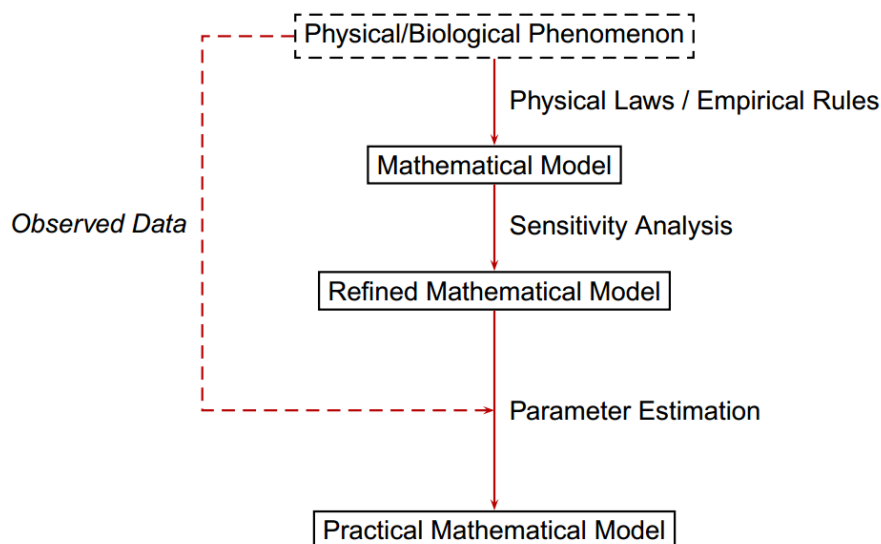 Physical/Biological Phenomenon
Physical Laws / Empirical Rules
Mathematical Model
Observed Data
Sensitivity Analysis
Refined Mathematical Model
Parameter Estimation
Practical Mathematical Model